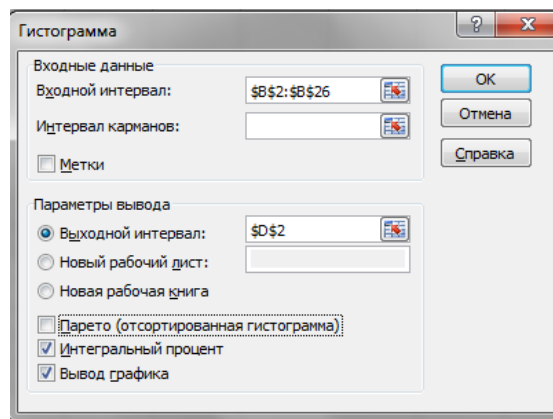 Гистограмма
Входные данные
Входной интервал: $B$2:$B$26
Интервал карманов:
Метки
OK
Отмена
Справка
Параметры вывода
Выходной интервал: $D$2
Новый рабочий лист:
Новая рабочая книга
Парето (отсортированная гистограмма)
Интегральный процент
Вывод графика